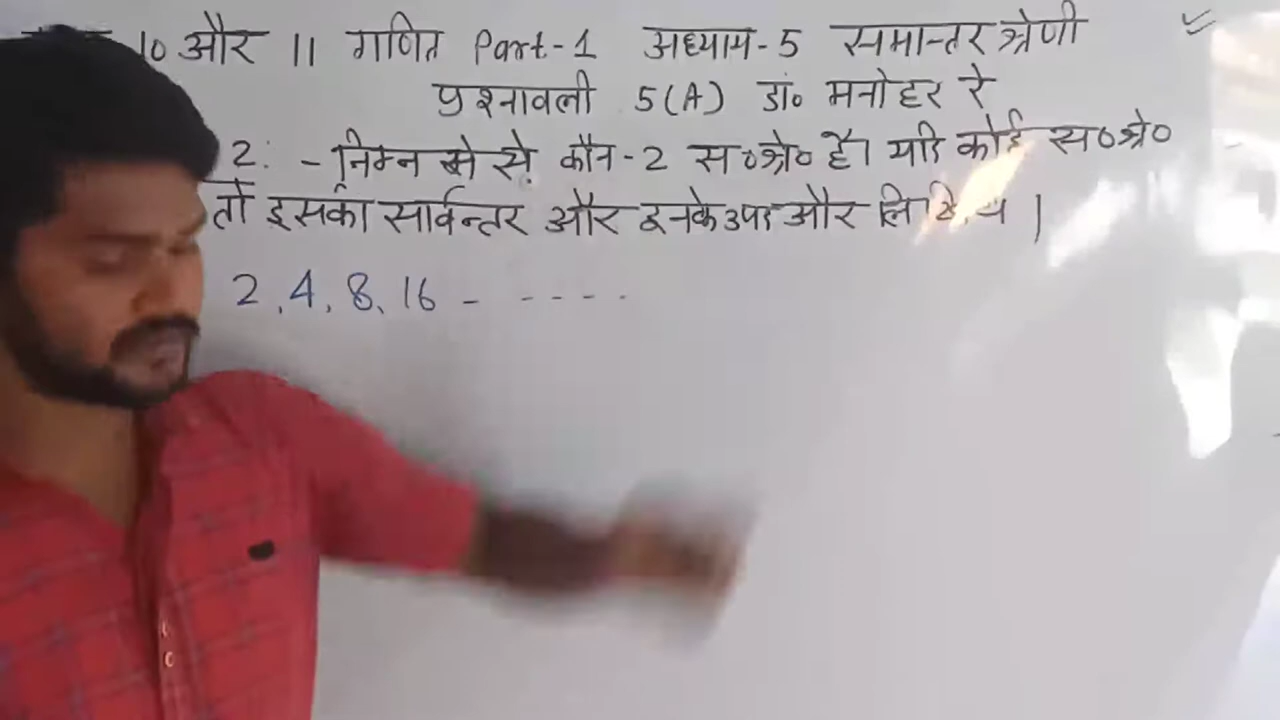 10 और 11 गणित Part-1 अध्याय-5 समान्तर श्रेणी
प्रश्नावली 5(A) डॉ० मनोहर रे
2: - निम्न में से कौन-2 स०श्रे० है। यदि कोई स०श्रे०
तो इसका सार्वन्तर और इनके पद और लिखिये |
2, 4, 8, 16 - - - - -